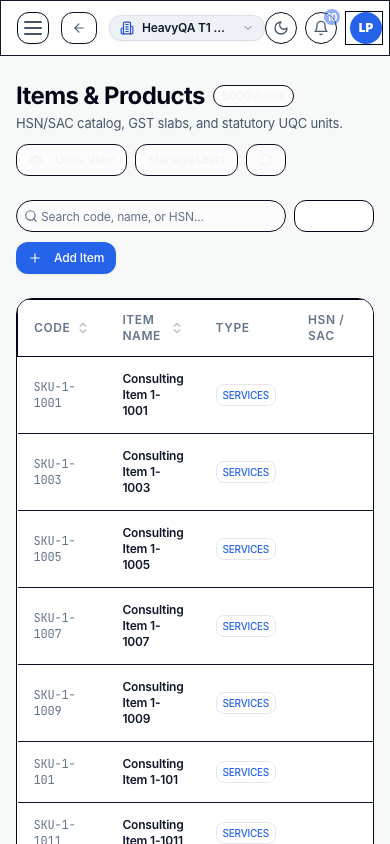 HeavyQA T1 ...
N
LP
Items & Products
5000 items
HSN/SAC catalog, GST slabs, and statutory UQC units.
Units View
Manage Units
Search code, name, or HSN...
Add Item
CODE
ITEM NAME
TYPE
HSN / SAC
SKU-1-
1001
Consulting
Item 1-
1001
SERVICES
SKU-1-
1003
Consulting
Item 1-
1003
SERVICES
SKU-1-
1005
Consulting
Item 1-
1005
SERVICES
SKU-1-
1007
Consulting
Item 1-
1007
SERVICES
SKU-1-
1009
Consulting
Item 1-
1009
SERVICES
SKU-1-
101
Consulting
Item 1-101
SERVICES
SKU-1-
1011
Consulting
Item 1-1011
SERVICES